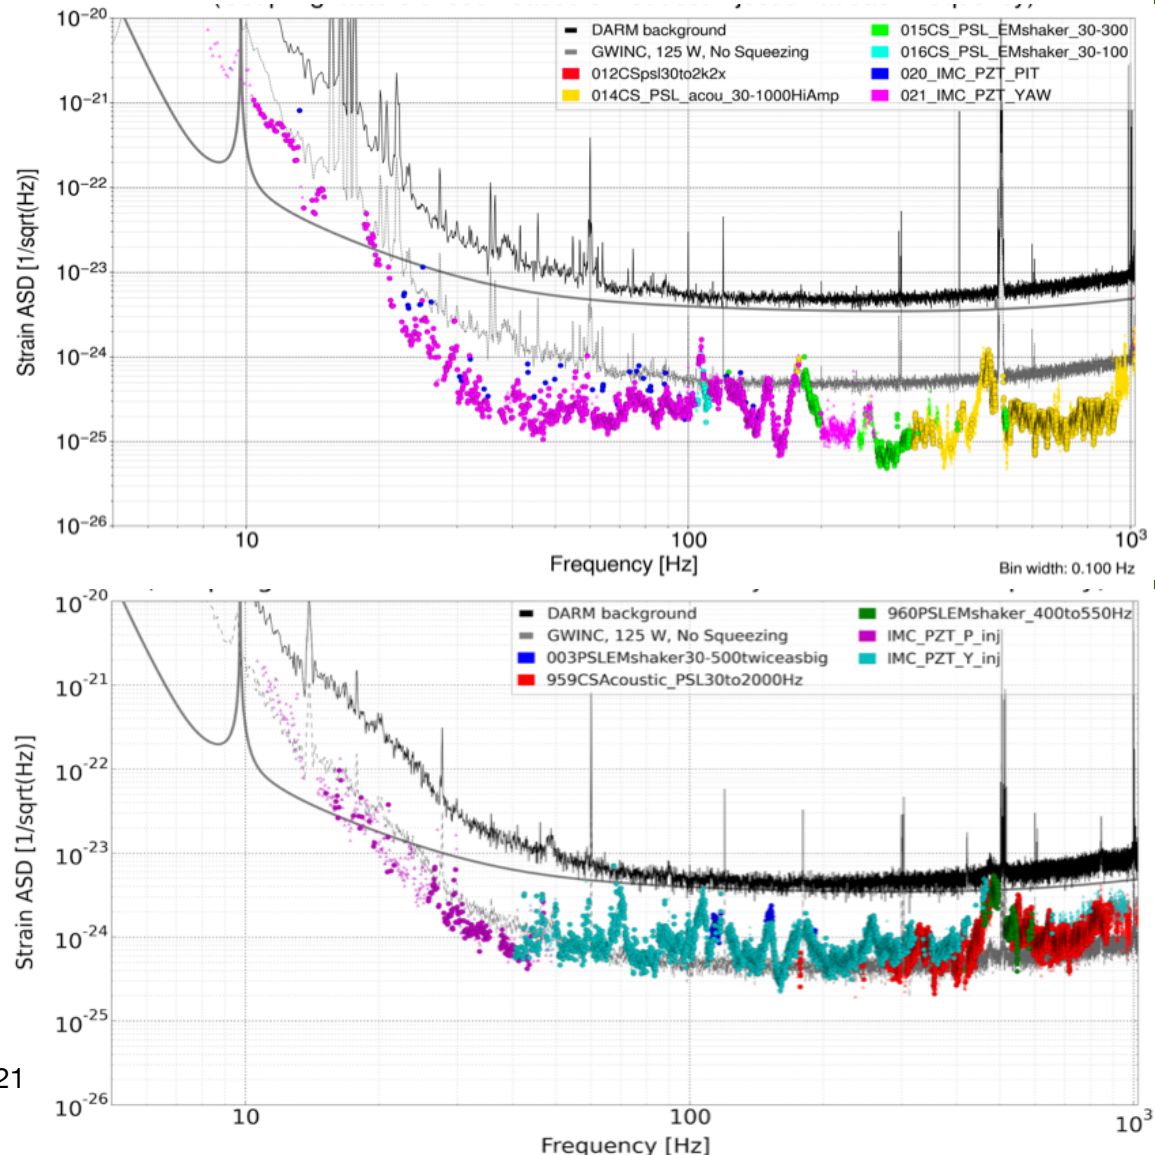 10⁻²⁰
10⁻²¹
10⁻²²
10⁻²³
10⁻²⁴
10⁻²⁵
10⁻²⁶
Strain ASD [1/sqrt(Hz)]
DARM background
GWINC, 125 W, No Squeezing
012CSpsl30to2k2x
014CS_PSL_acou_30-1000HiAmp
015CS_PSL_EMshaker_30-300
016CS_PSL_EMshaker_30-100
020_IMC_PZT_PIT
021_IMC_PZT_YAW
10
100
10³
Frequency [Hz]
Bin width: 0.100 Hz
10⁻²⁰
10⁻²¹
10⁻²²
10⁻²³
10⁻²⁴
10⁻²⁵
10⁻²⁶
Strain ASD [1/sqrt(Hz)]
DARM background
GWINC, 125 W, No Squeezing
003PSLEMshaker30-500twiceasbig
959CSAcoustic_PSL30to2000Hz
960PSLEMshaker_400to550Hz
IMC_PZT_P_inj
IMC_PZT_Y_inj
21
10
100
10³
Frequency [Hz]